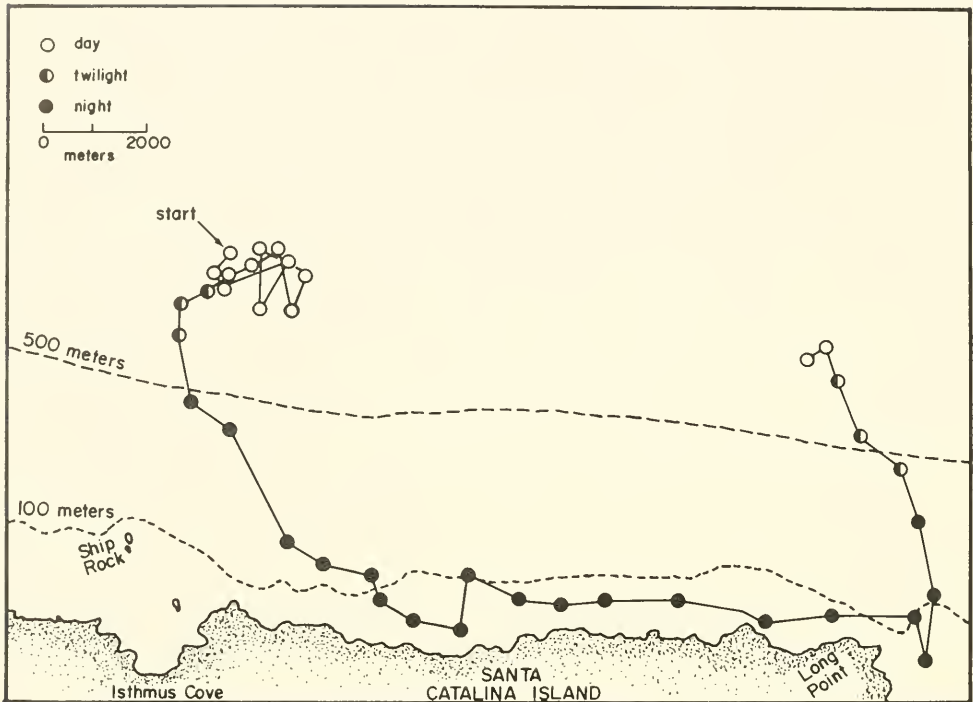 day
twilight
night
0 2000
meters
start
500 meters
100 meters
Ship
Rock
SANTA
CATALINA ISLAND
Isthmus Cove
Long
Point